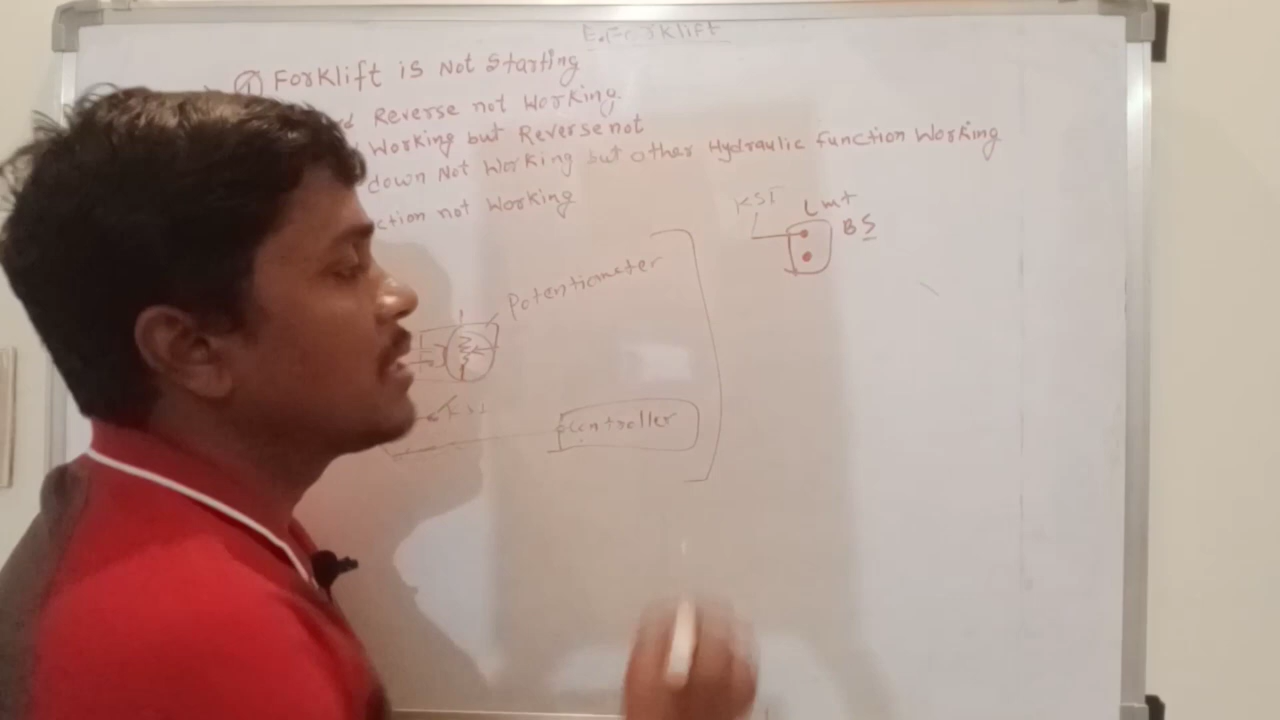 E.Forklift
① Forklift is Not Starting
Reverse not Working.
Working but Reverse not
down Not Working but other Hydraulic function Working
ction not Working
KSI
Lmt
BS
Potentiometer
KSI
Controller